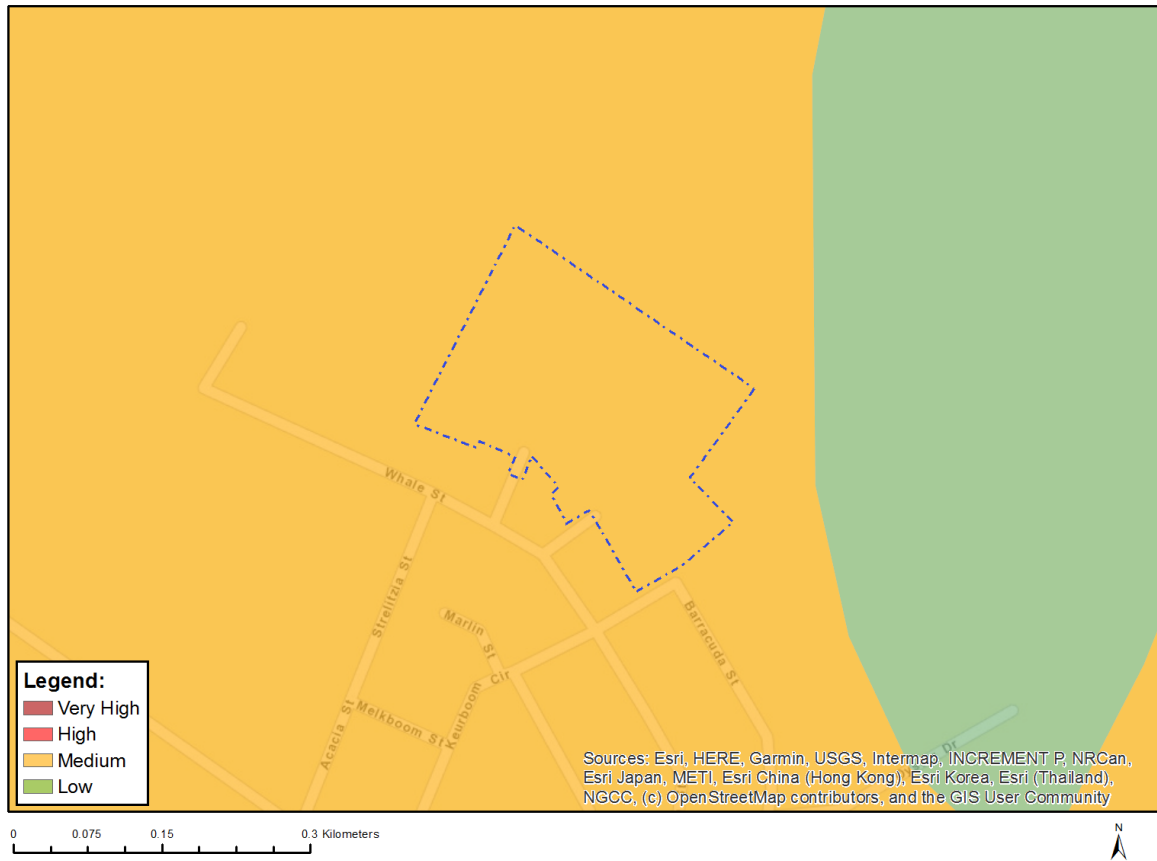 Whale St
Strelitzia St
Marlin St
Barracuda St
Cir
Keurboom
Melkboom St
Acacia St
Dr
Legend:
Very High
High
Medium
Low
Sources: Esri, HERE, Garmin, USGS, Intermap, INCREMENT P, NRCan,
Esri Japan, METI, Esri China (Hong Kong), Esri Korea, Esri (Thailand),
NGCC, (c) OpenStreetMap contributors, and the GIS User Community
0 0.075 0.15 0.3 Kilometers
N